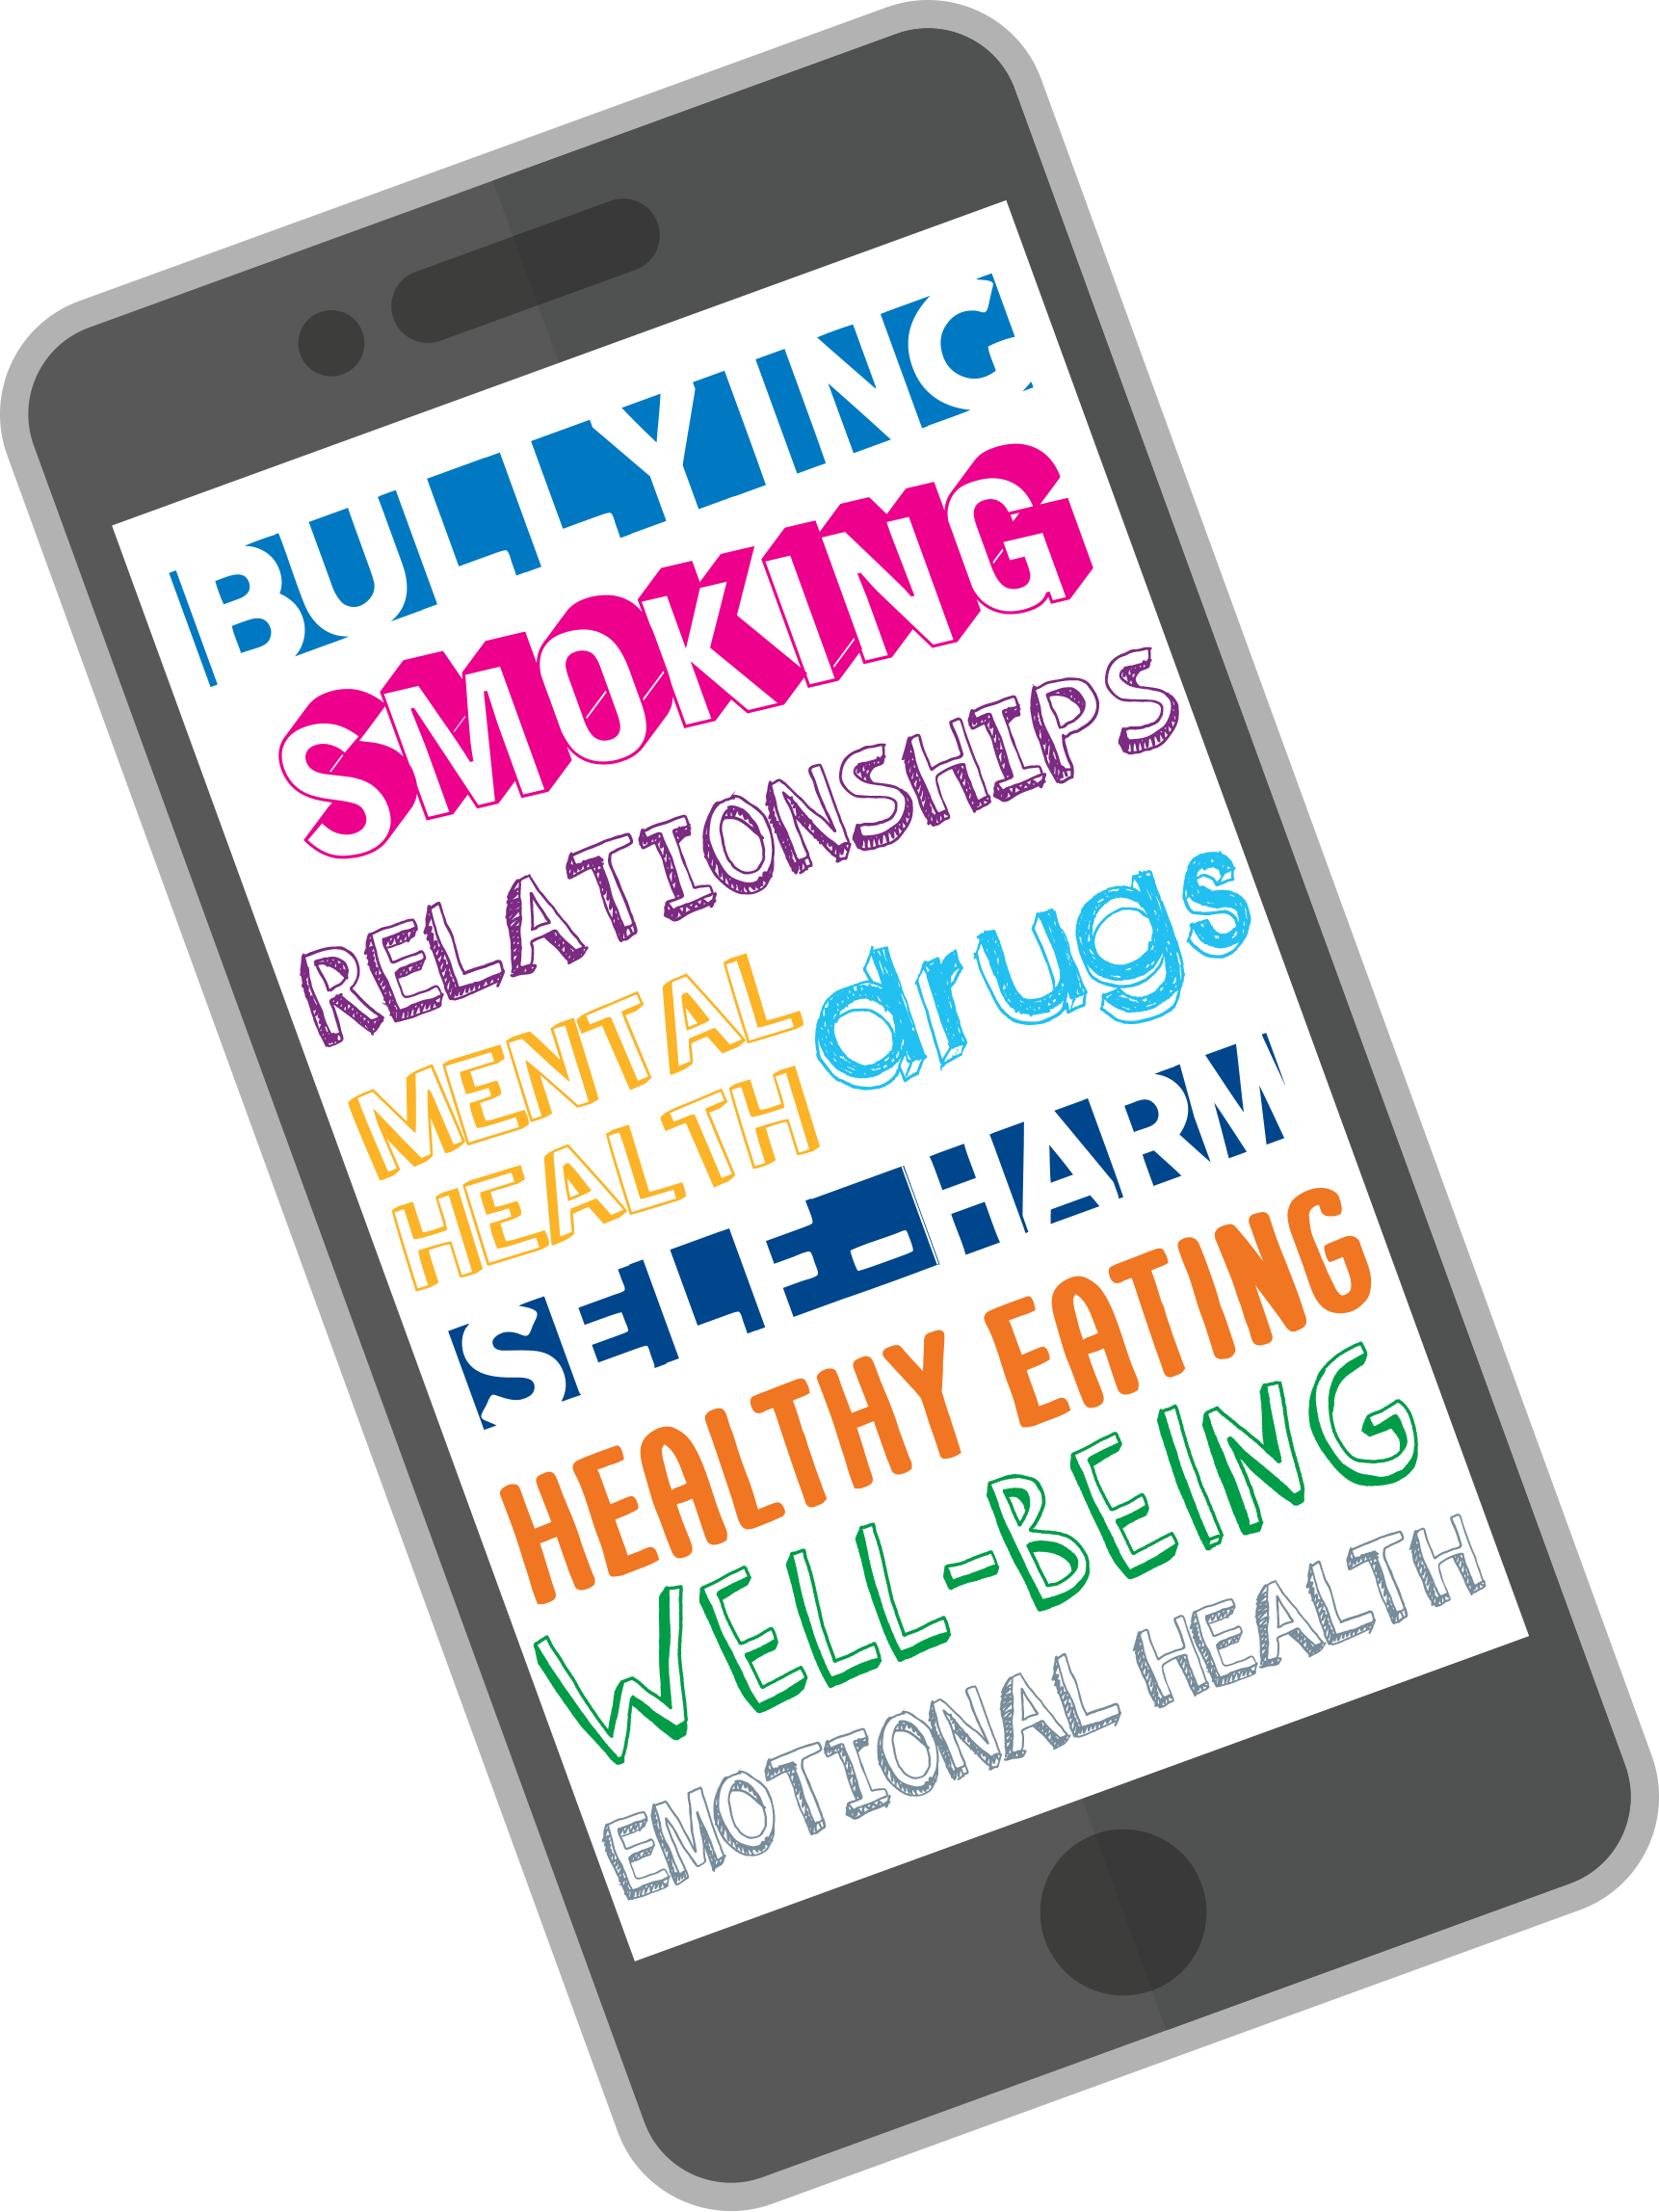 BULLYING
SMOKING
RELATIONSHIPS
MENTAL
HEALTH
drugs
SELF HARM
HEALTHY EATING
WELL-BEING
EMOTIONAL HEALTH